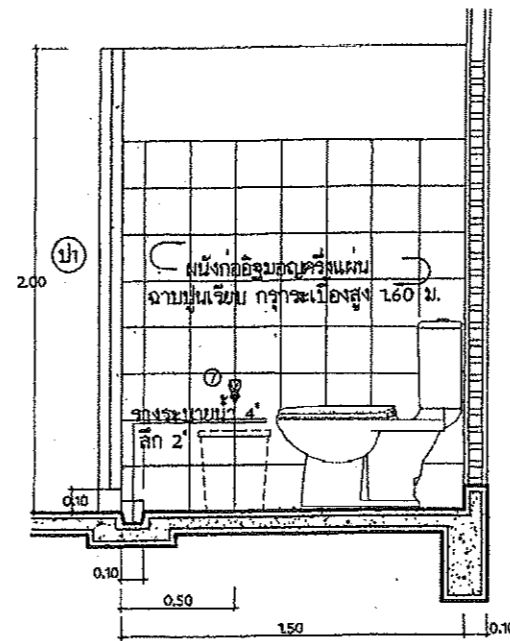 ป1
2.00
ผนังก่ออิฐมอญครึ่งแผ่น
ฉาบปูนเรียบ กรุกระเบื้องสูง 1.60 ม.
7
รางระบายน้ำ 4"
ลึก 2"
0.10
0.10
0.50
1.50
0.10